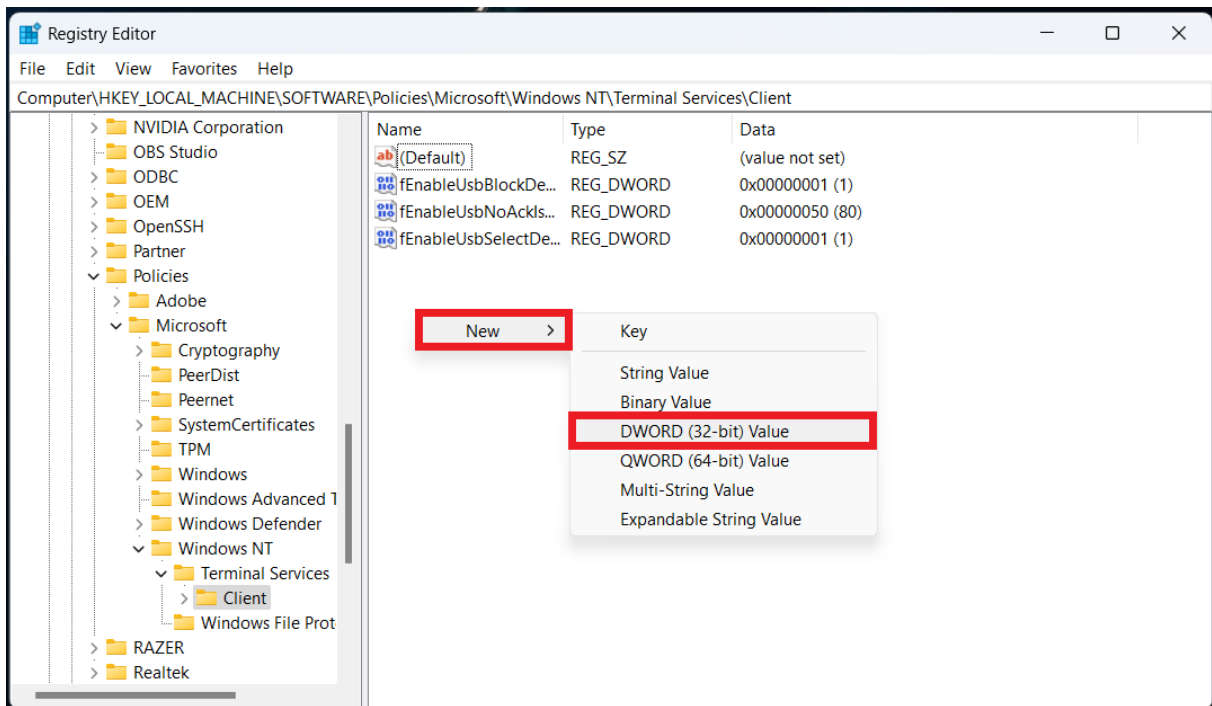 Registry Editor
File Edit View Favorites Help
Computer\HKEY_LOCAL_MACHINE\SOFTWARE\Policies\Microsoft\Windows NT\Terminal Services\Client
NVIDIA Corporation
OBS Studio
ODBC
OEM
OpenSSH
Partner
Policies
Adobe
Microsoft
Cryptography
PeerDist
Peernet
SystemCertificates
TPM
Windows
Windows Advanced T
Windows Defender
Windows NT
Terminal Services
Client
Windows File Prot
RAZER
Realtek
Name Type Data
(Default) REG_SZ (value not set)
fEnableUsbBlockDe... REG_DWORD 0x00000001 (1)
fEnableUsbNoAckIs... REG_DWORD 0x00000050 (80)
fEnableUsbSelectDe... REG_DWORD 0x00000001 (1)
New
Key
String Value
Binary Value
DWORD (32-bit) Value
QWORD (64-bit) Value
Multi-String Value
Expandable String Value